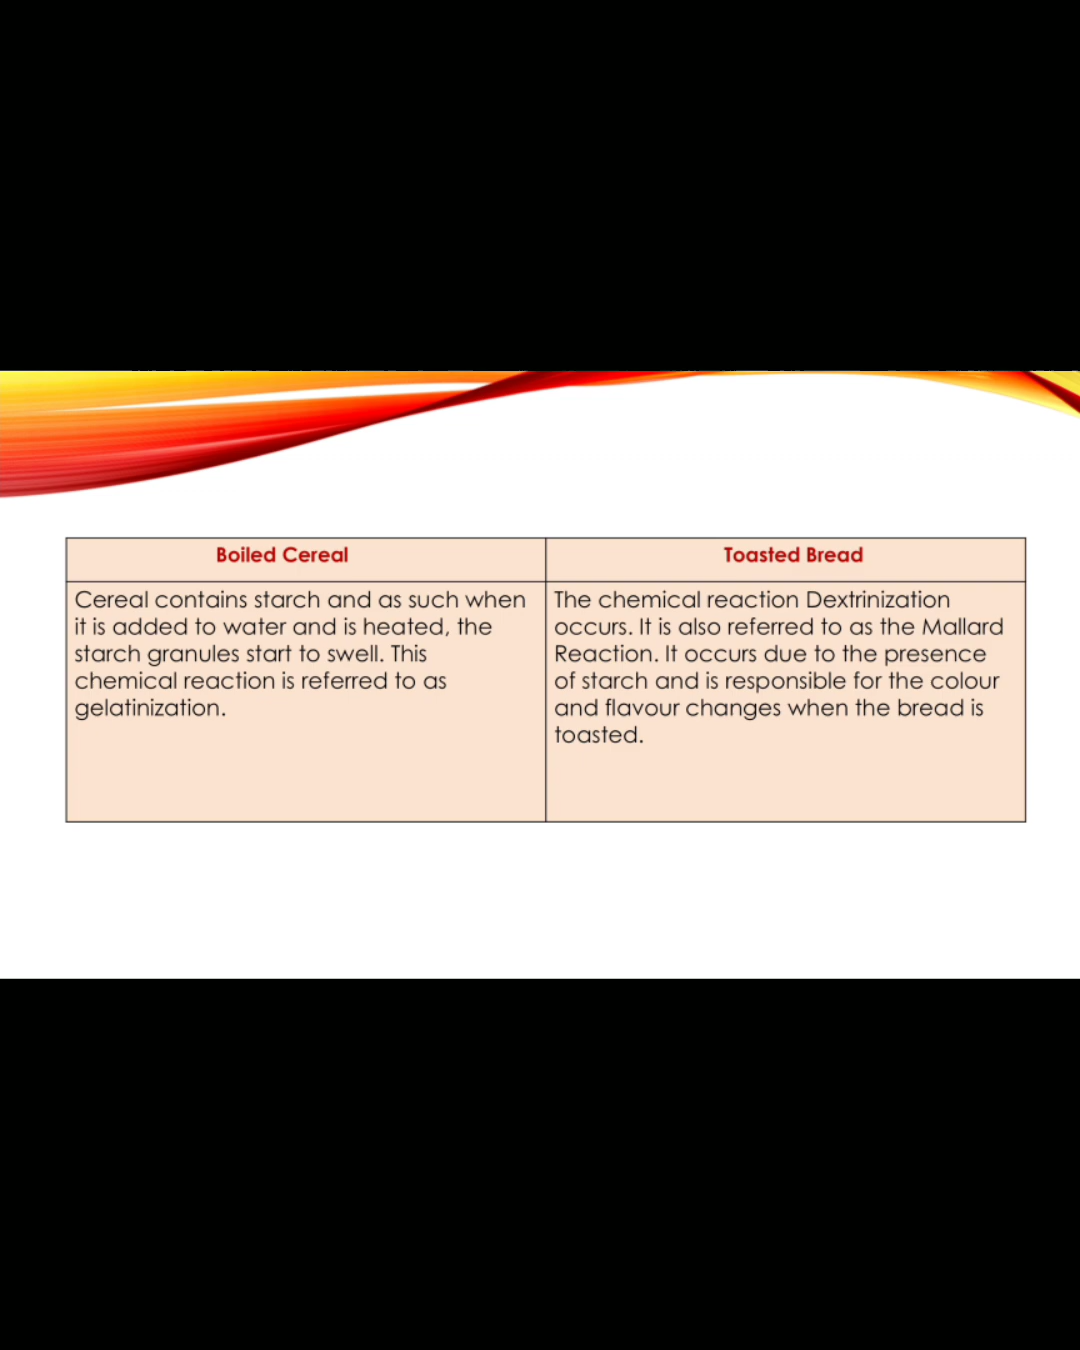 Boiled Cereal
Toasted Bread
Cereal contains starch and as such when
it is added to water and is heated, the
starch granules start to swell. This
chemical reaction is referred to as
gelatinization.
The chemical reaction Dextrinization
occurs. It is also referred to as the Mallard
Reaction. It occurs due to the presence
of starch and is responsible for the colour
and flavour changes when the bread is
toasted.